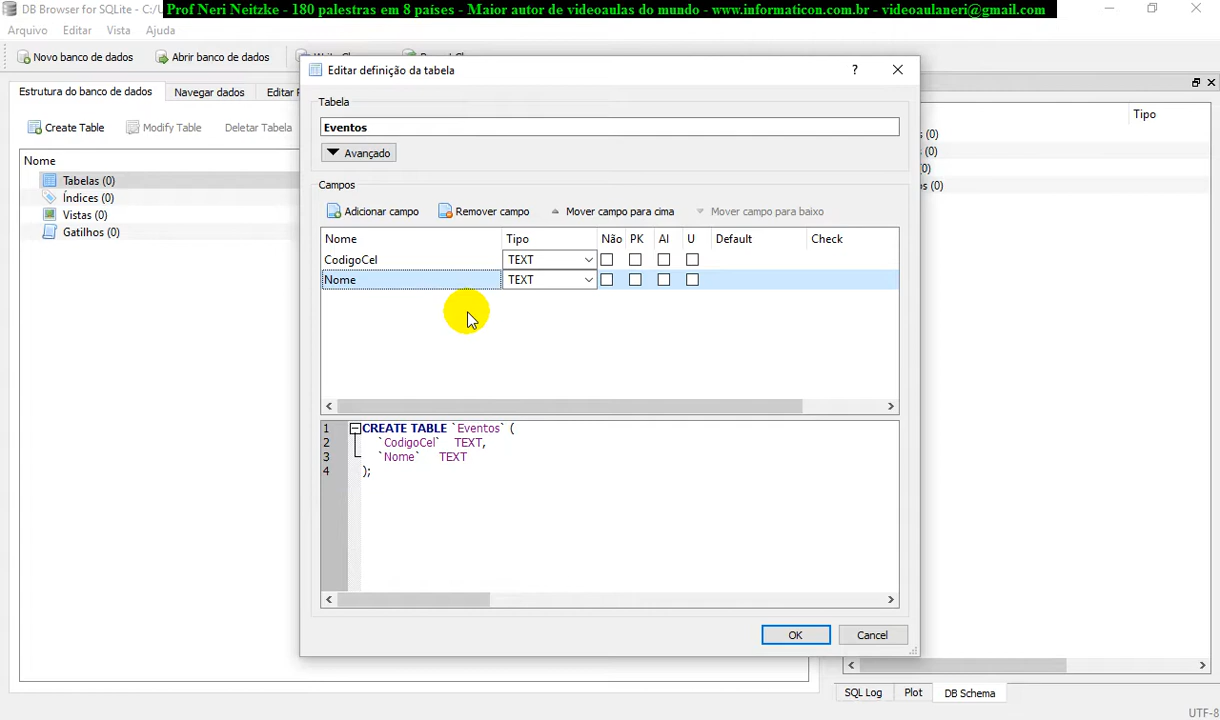 DB Browser for SQLite - C:/U
Prof Neri Neitzke - 180 palestras em 8 países - Maior autor de videoaulas do mundo - www.informaticon.com.br - videoaulaneri@gmail.com
Arquivo Editar Vista Ajuda
Novo banco de dados Abrir banco de dados
Editar definição da tabela ?
Estrutura do banco de dados Navegar dados Editar
Tabela
Tipo
Create Table Modify Table Deletar Tabela
Eventos
s (0)
Avançado
(0)
Nome
(0)
Tabelas (0)
Campos
os (0)
Índices (0)
Vistas (0)
Adicionar campo Remover campo Mover campo para cima Mover campo para baixo
Gatilhos (0)
Nome Tipo Não PK AI U Default Check
CodigoCel TEXT
Nome TEXT
1 CREATE TABLE `Eventos` (
2 `CodigoCel` TEXT,
3 `Nome` TEXT
4 );
OK Cancel
SQL Log Plot DB Schema
UTF-8